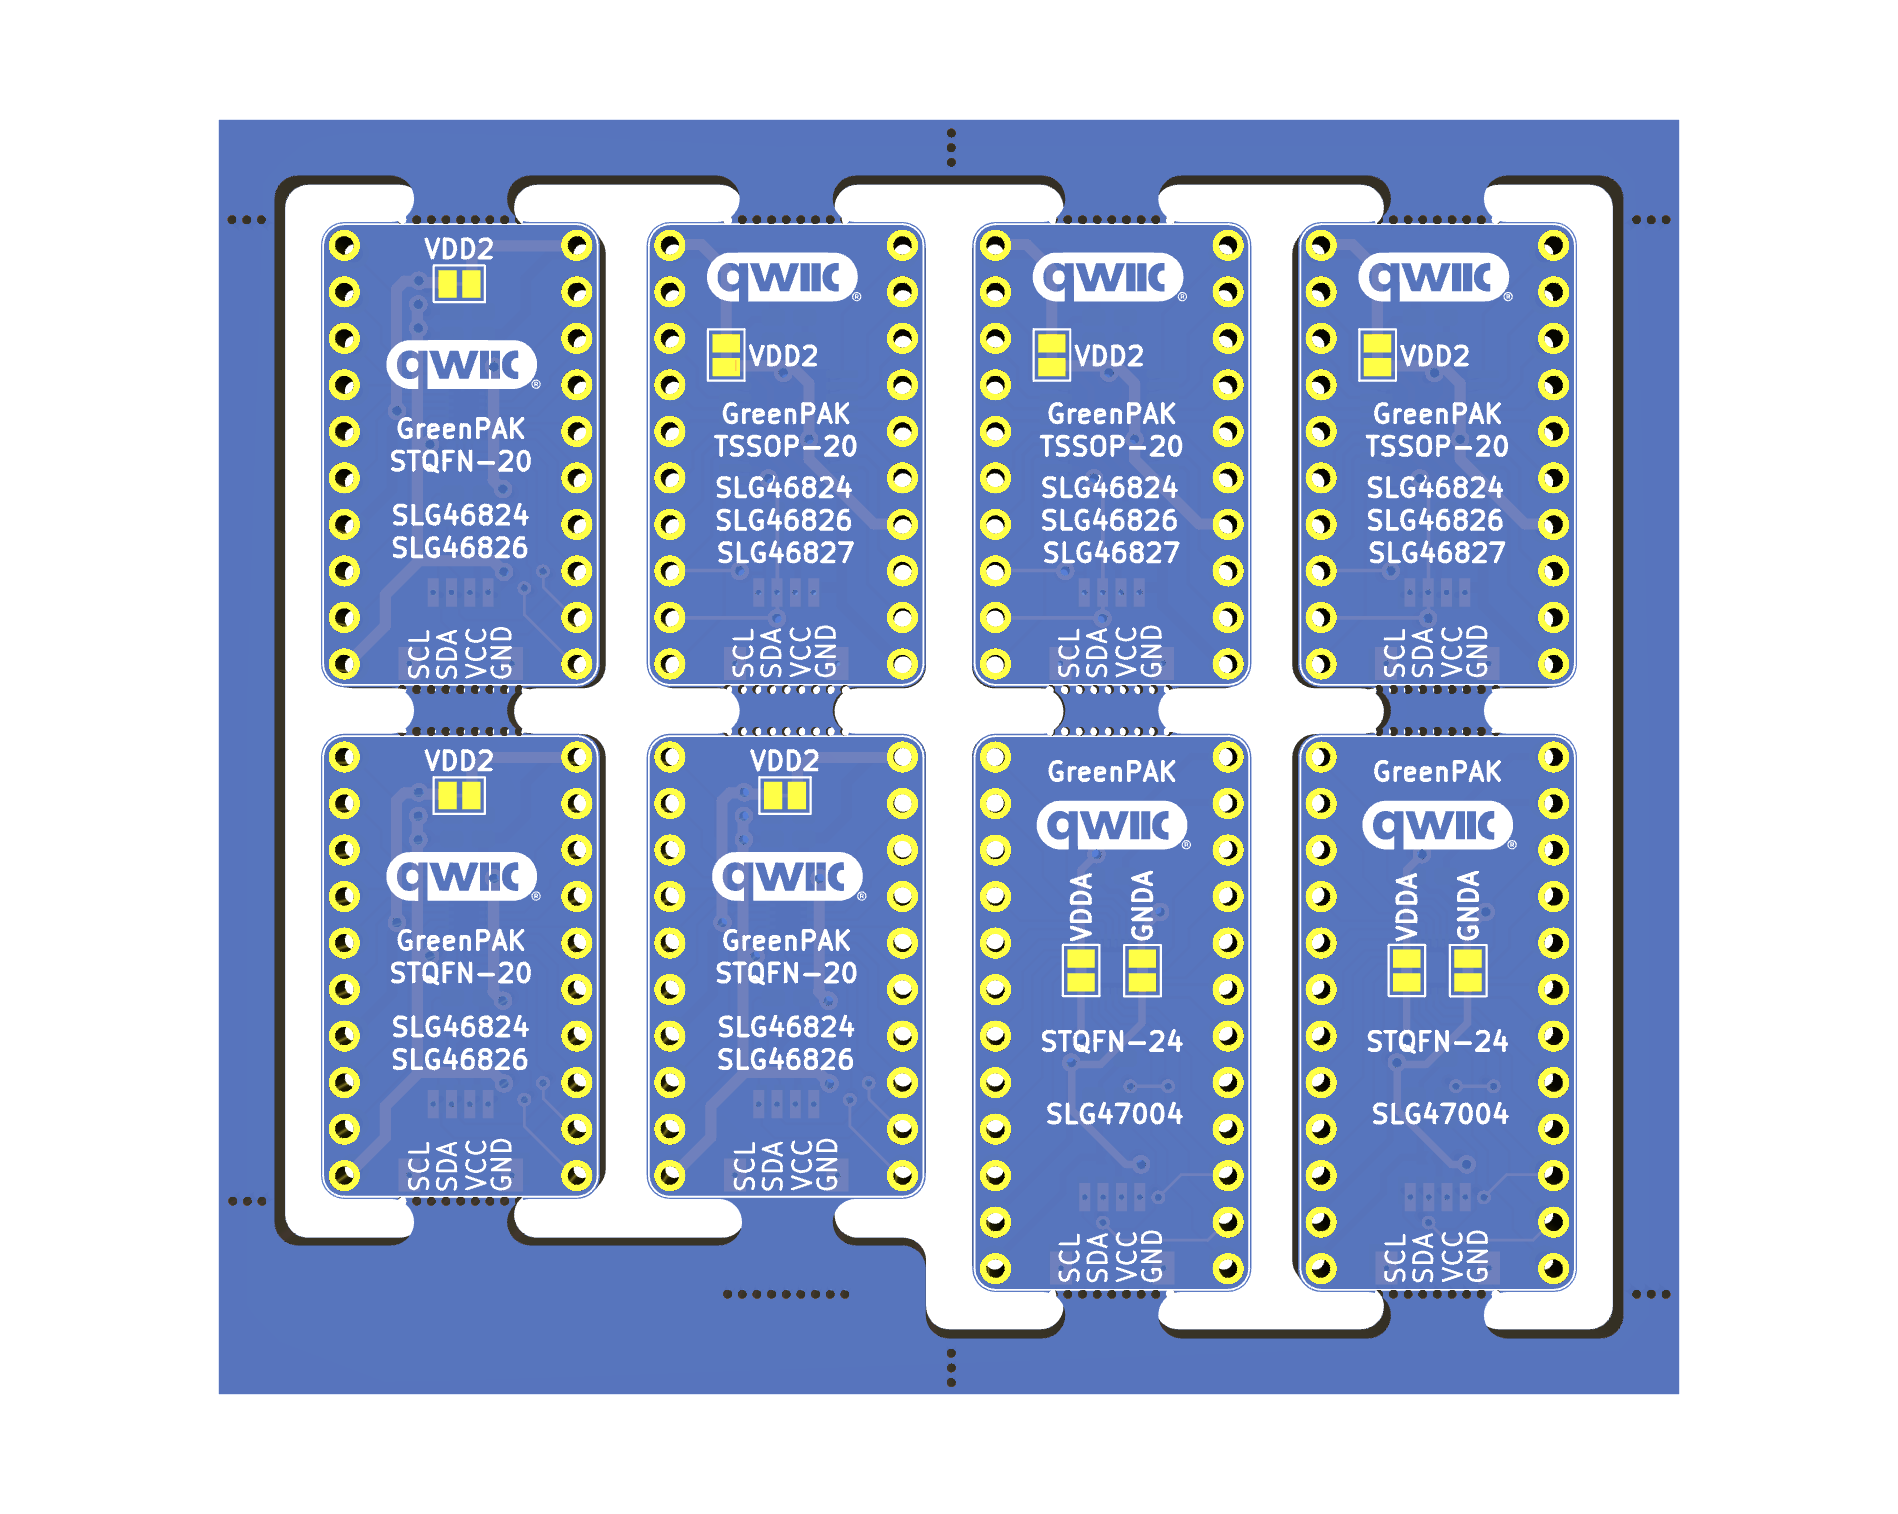 VDD2
qwiic®
GreenPAK
STQFN-20
SLG46824
SLG46826
SCL
SDA
VCC
GND
qwiic®
VDD2
GreenPAK
TSSOP-20
SLG46824
SLG46826
SLG46827
SCL
SDA
VCC
GND
qwiic®
VDD2
GreenPAK
TSSOP-20
SLG46824
SLG46826
SLG46827
SCL
SDA
VCC
GND
qwiic®
VDD2
GreenPAK
TSSOP-20
SLG46824
SLG46826
SLG46827
SCL
SDA
VCC
GND
VDD2
qwiic®
GreenPAK
STQFN-20
SLG46824
SLG46826
SCL
SDA
VCC
GND
VDD2
qwiic®
GreenPAK
STQFN-20
SLG46824
SLG46826
SCL
SDA
VCC
GND
GreenPAK
qwiic®
VDDA
GNDA
STQFN-24
SLG47004
SCL
SDA
VCC
GND
GreenPAK
qwiic®
VDDA
GNDA
STQFN-24
SLG47004
SCL
SDA
VCC
GND